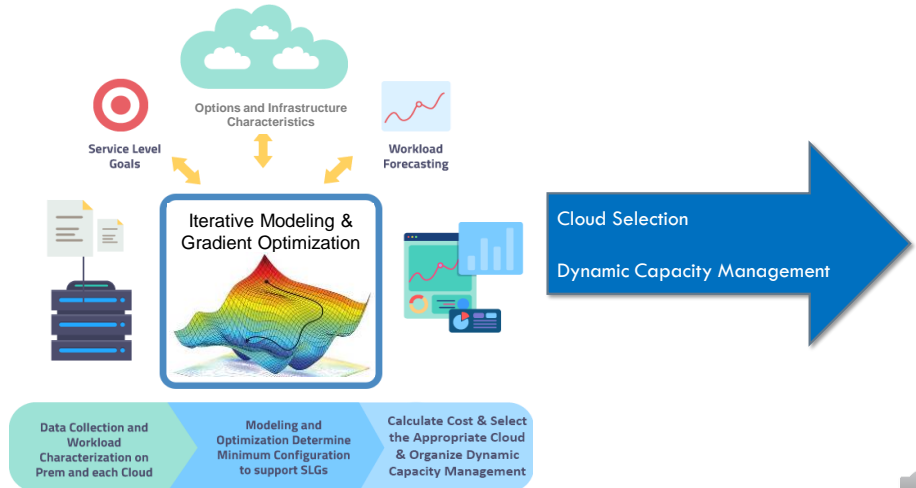 Options and Infrastructure
Characteristics
Service Level
Goals
Workload
Forecasting
Iterative Modeling &
Gradient Optimization
Cloud Selection
Dynamic Capacity Management
Data Collection and
Workload
Characterization on
Prem and each Cloud
Modeling and
Optimization Determine
Minimum Configuration
to support SLGs
Calculate Cost & Select
the Appropriate Cloud
& Organize Dynamic
Capacity Management